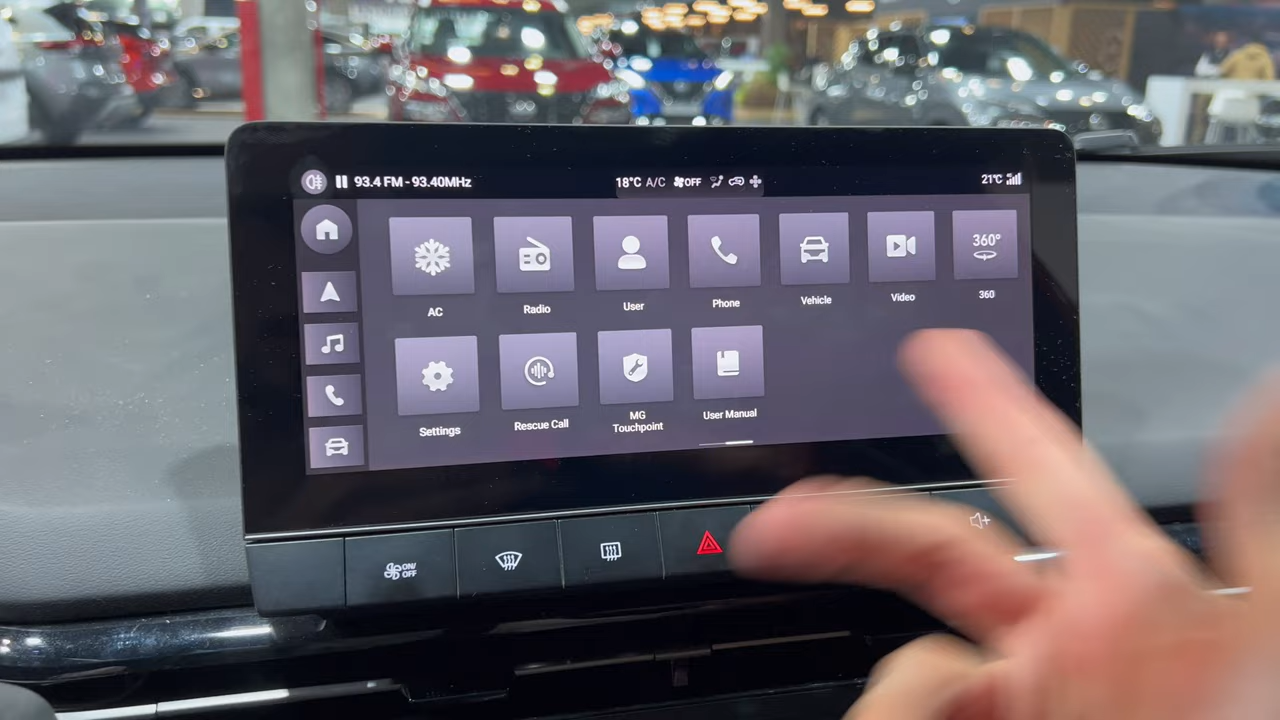 93.4 FM - 93.40MHz
18°C A/C OFF
21°C
AC
Radio
User
Phone
Vehicle
Video
360°
360
Settings
Rescue Call
MG
Touchpoint
User Manual
ON/
OFF